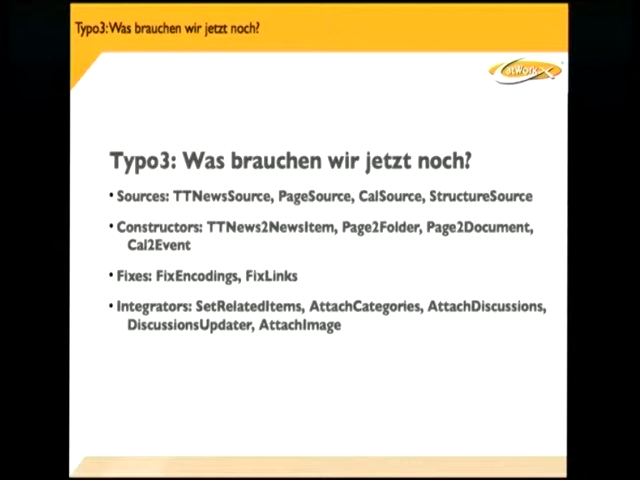 Typo3: Was brauchen wir jetzt noch?
atWorkX
Typo3: Was brauchen wir jetzt noch?
• Sources: TTNewsSource, PageSource, CalSource, StructureSource
• Constructors: TTNews2NewsItem, Page2Folder, Page2Document,
Cal2Event
• Fixes: FixEncodings, FixLinks
• Integrators: SetRelatedItems, AttachCategories, AttachDiscussions,
DiscussionsUpdater, AttachImage